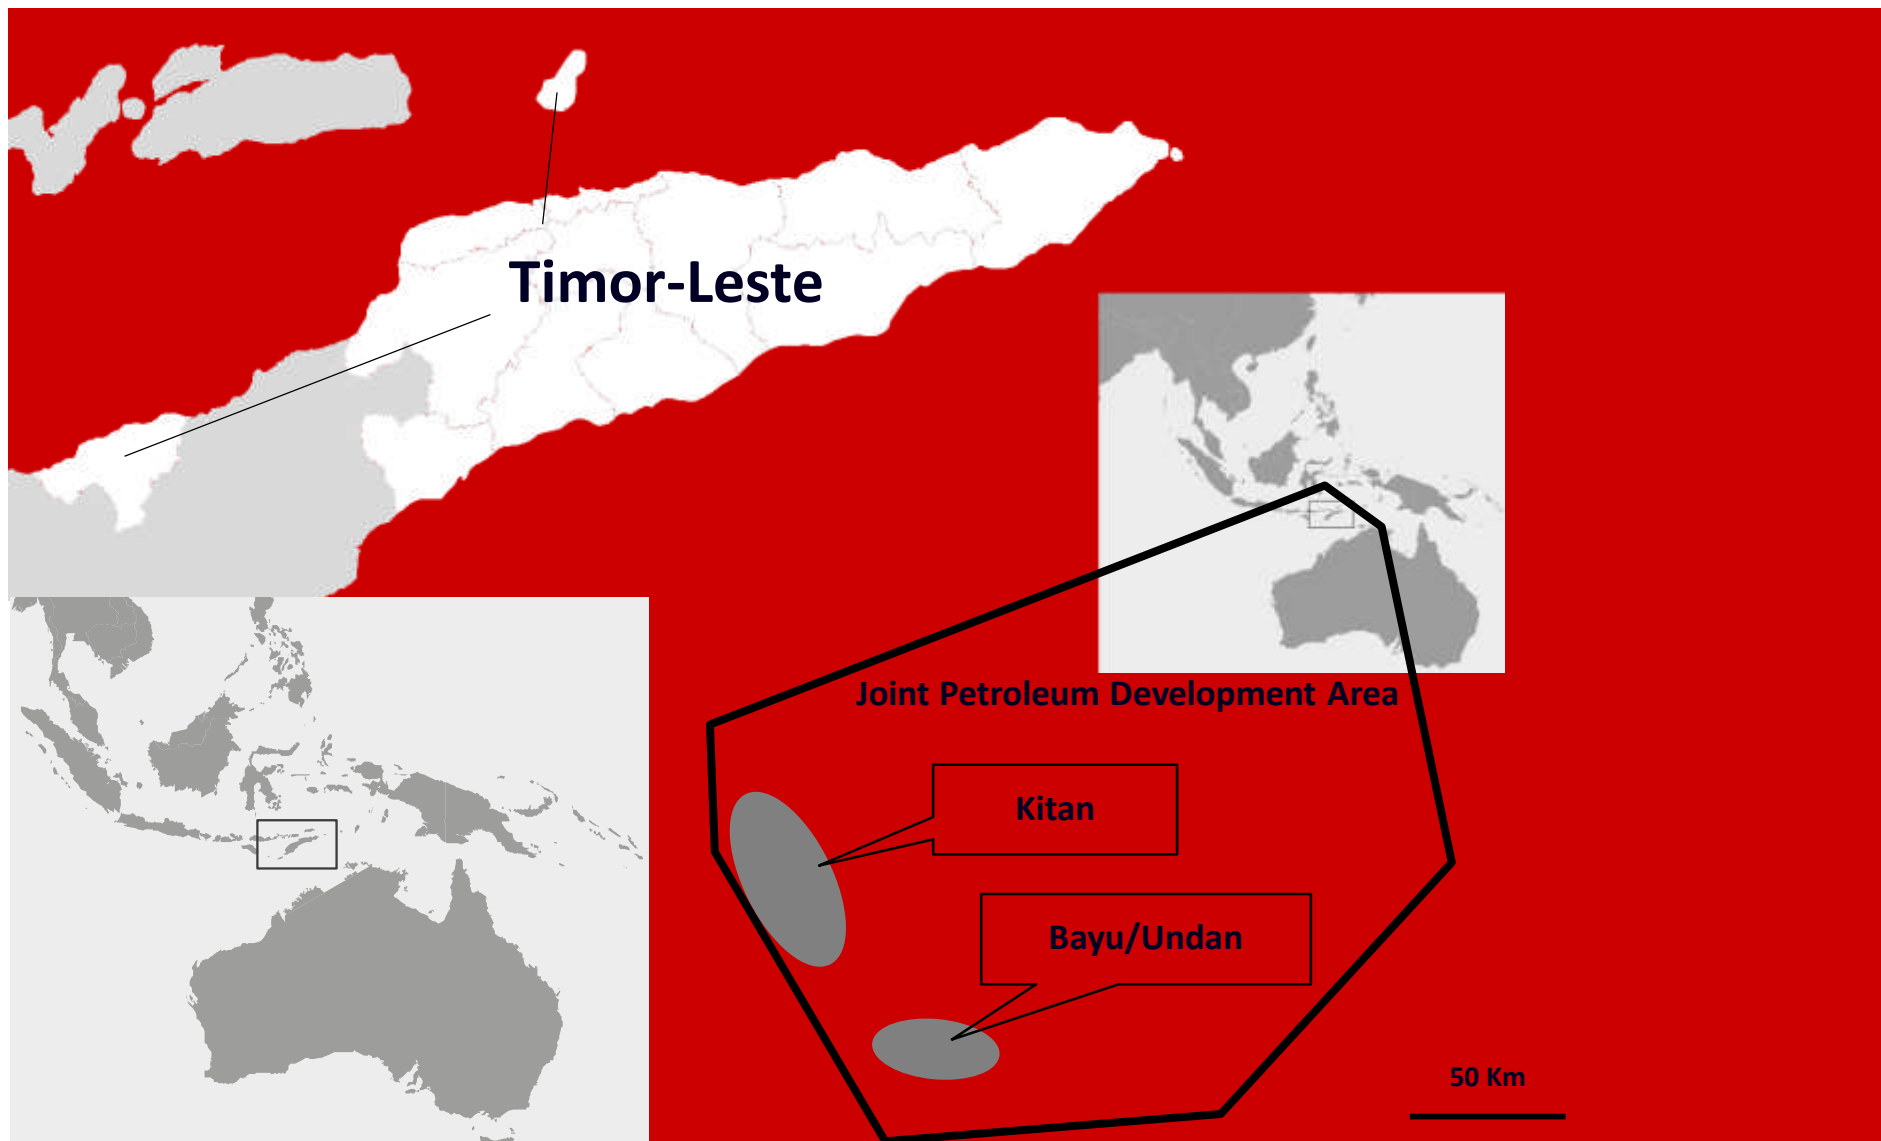 Timor-Leste
Joint Petroleum Development Area
Kitan
Bayu/Undan
50 Km